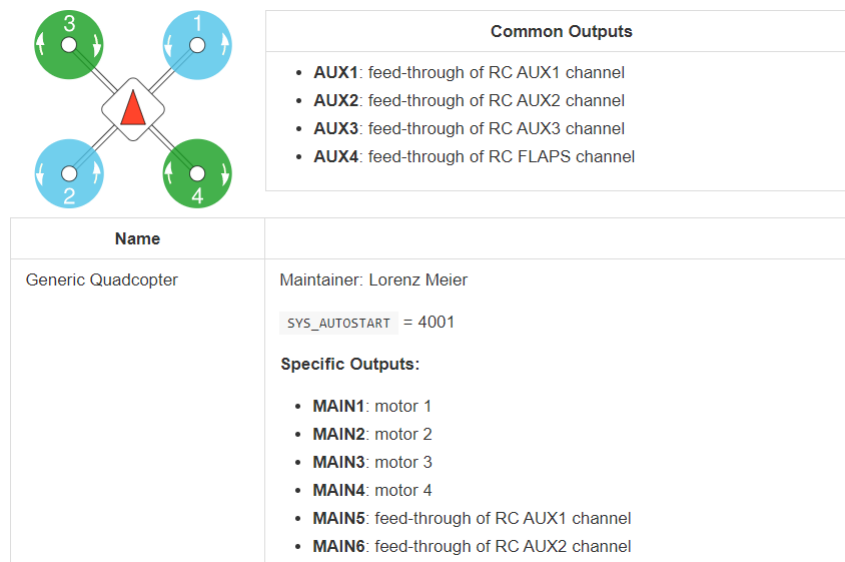 3
1
2
4
Common Outputs
• AUX1: feed-through of RC AUX1 channel
• AUX2: feed-through of RC AUX2 channel
• AUX3: feed-through of RC AUX3 channel
• AUX4: feed-through of RC FLAPS channel
Name
Generic Quadcopter
Maintainer: Lorenz Meier
SYS_AUTOSTART = 4001
Specific Outputs:
• MAIN1: motor 1
• MAIN2: motor 2
• MAIN3: motor 3
• MAIN4: motor 4
• MAIN5: feed-through of RC AUX1 channel
• MAIN6: feed-through of RC AUX2 channel